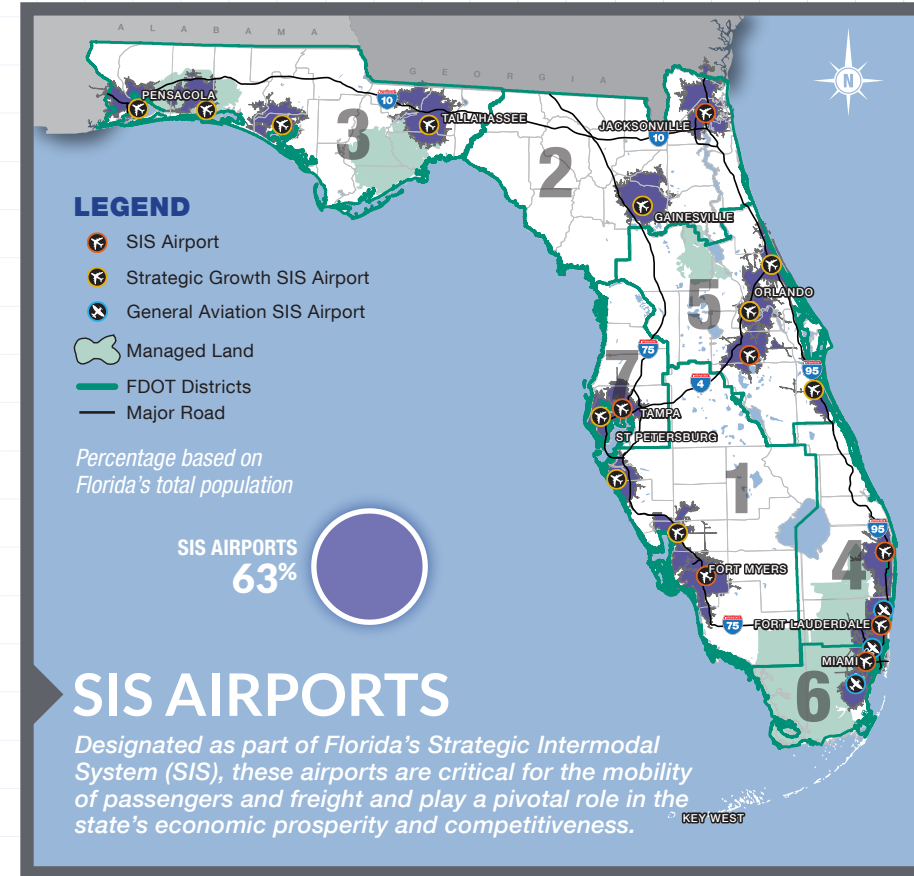 ALABAMA
GEORGIA
N
PENSACOLA
10
TALLAHASSEE
JACKSONVILLE
10
3
2
GAINESVILLE
LEGEND
SIS Airport
Strategic Growth SIS Airport
General Aviation SIS Airport
Managed Land
FDOT Districts
Major Road
ORLANDO
5
75
7
4
95
TAMPA
ST PETERSBURG
Percentage based on
Florida's total population
1
SIS AIRPORTS
63%
95
4
FORT MYERS
75
FORT LAUDERDALE
MIAMI
6
SIS AIRPORTS
Designated as part of Florida's Strategic Intermodal
System (SIS), these airports are critical for the mobility
of passengers and freight and play a pivotal role in the
state's economic prosperity and competitiveness.
KEY WEST